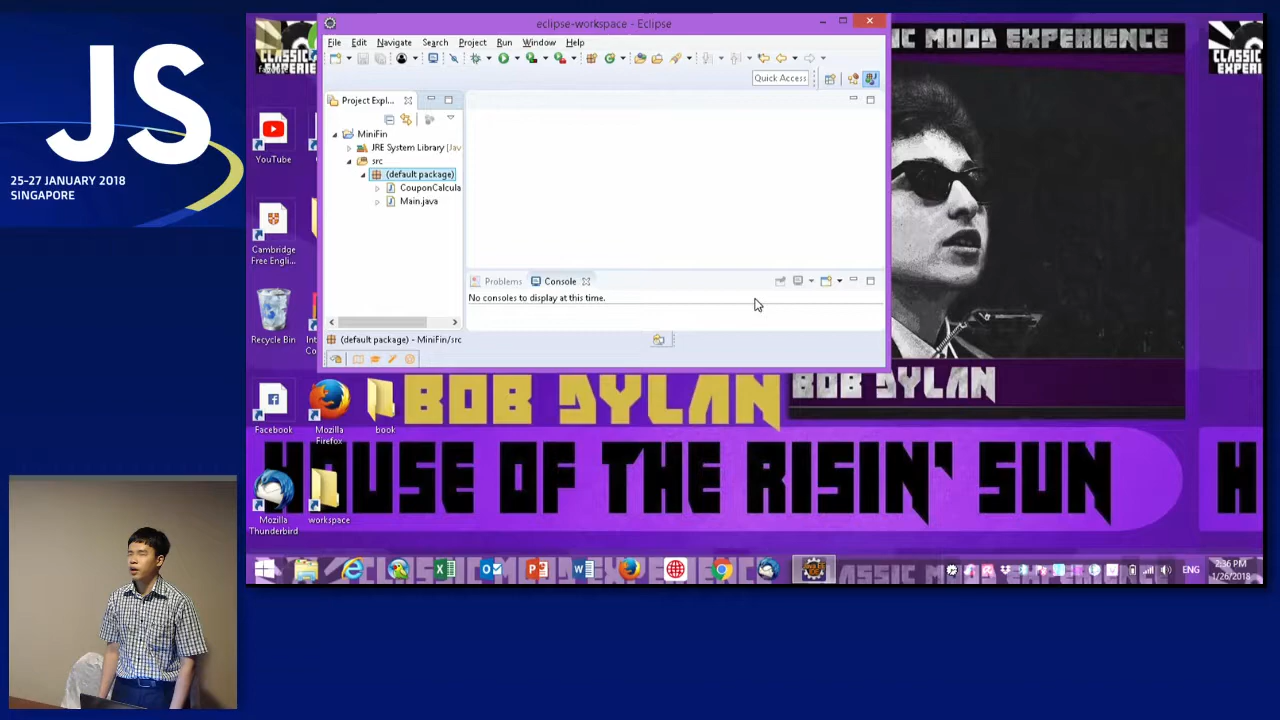 JS
25-27 JANUARY 2018
SINGAPORE
eclipse-workspace - Eclipse
File Edit Navigate Search Project Run Window Help
Quick Access
Project Expl...
MiniFin
JRE System Library [Jav
src
(default package)
CouponCalcula
Main.java
Problems Console
No consoles to display at this time.
(default package) - MiniFin/src
YouTube
Cambridge
Free Engli...
Recycle Bin
Facebook
Mozilla
Firefox
book
Mozilla
Thunderbird
workspace
C MOOD EXPERIENCE
CLASSIC
BOB DYLAN
BOB DYLAN
HOUSE OF THE RISIN' SUN
H
ENG
2:36 PM
1/26/2018